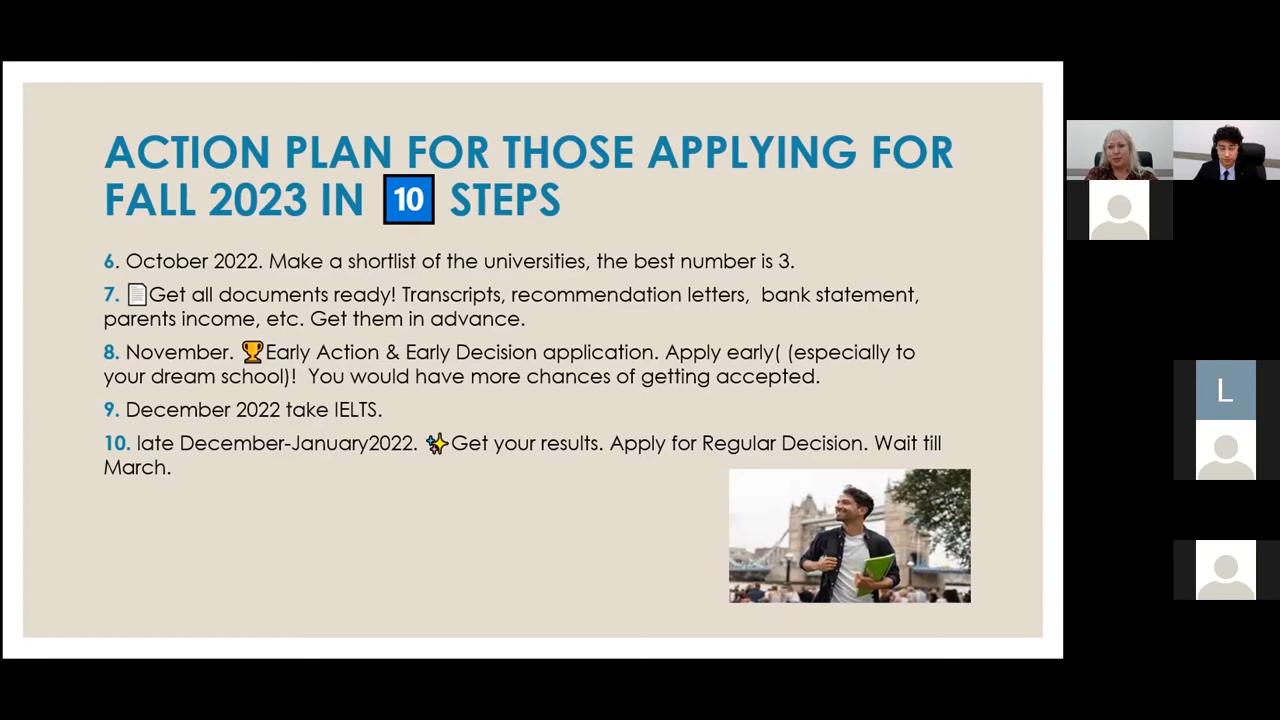 ACTION PLAN FOR THOSE APPLYING FOR
FALL 2023 IN 🔟 STEPS
6. October 2022. Make a shortlist of the universities, the best number is 3.
7. 📄Get all documents ready! Transcripts, recommendation letters,  bank statement,
parents income, etc. Get them in advance.
8. November. 🏆Early Action & Early Decision application. Apply early( (especially to
your dream school)!  You would have more chances of getting accepted.
9. December 2022 take IELTS.
10. late December-January2022. ✨Get your results. Apply for Regular Decision. Wait till
March.
L